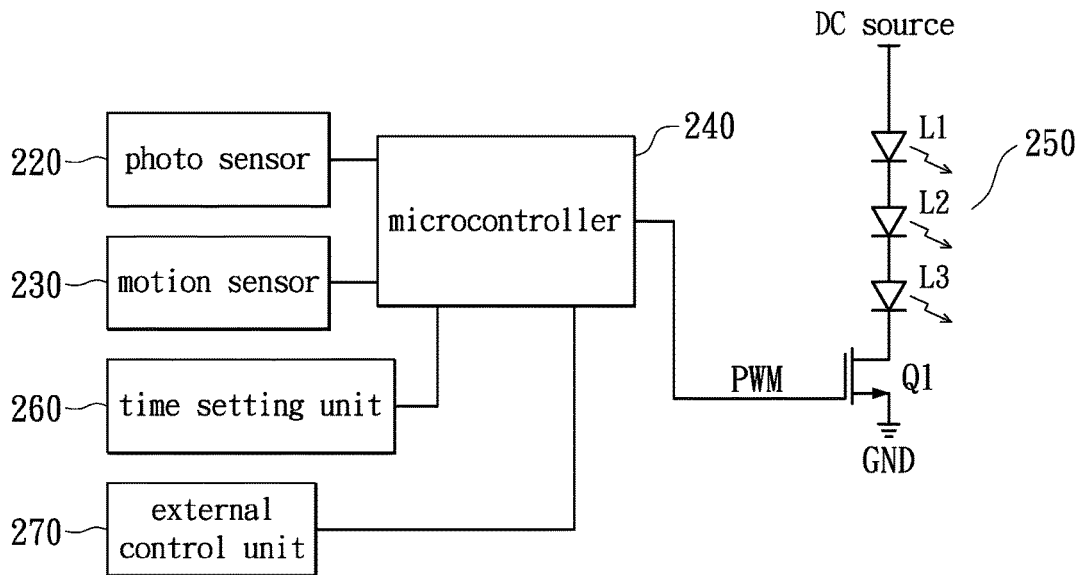 DC source
L1
240
250
220
photo sensor
L2
microcontroller
230
motion sensor
L3
PWM
Q1
260
time setting unit
GND
270
external
control unit